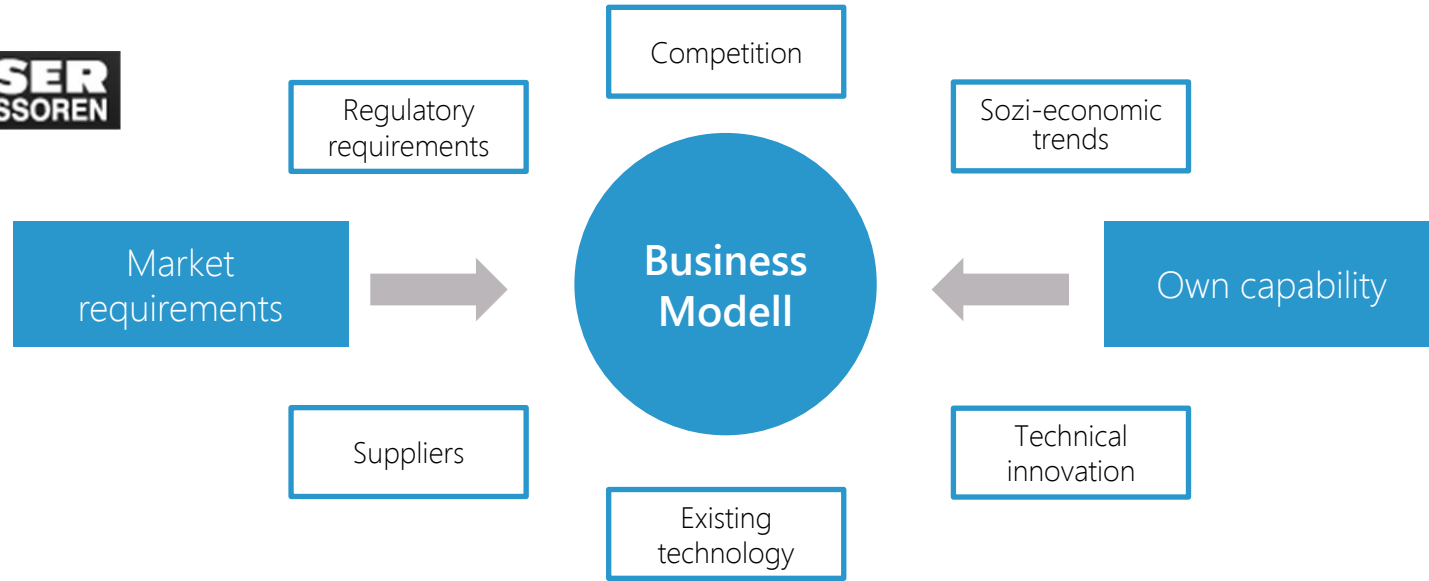 Competition
SER
SSOREN
Regulatory
requirements
Sozi-economic
trends
Market
requirements
Business
Modell
Own capability
Suppliers
Technical
innovation
Existing
technology